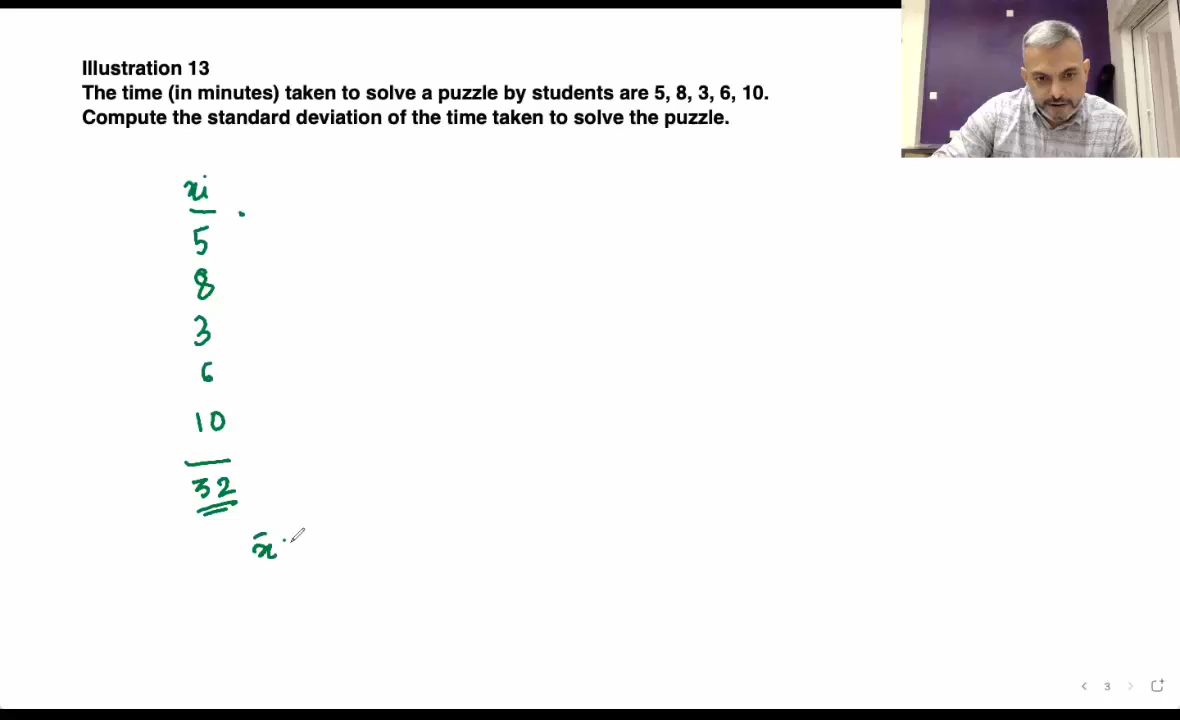 Illustration 13
The time (in minutes) taken to solve a puzzle by students are 5, 8, 3, 6, 10.
Compute the standard deviation of the time taken to solve the puzzle.
xi
5
8
3
6
10
32
x̄
3